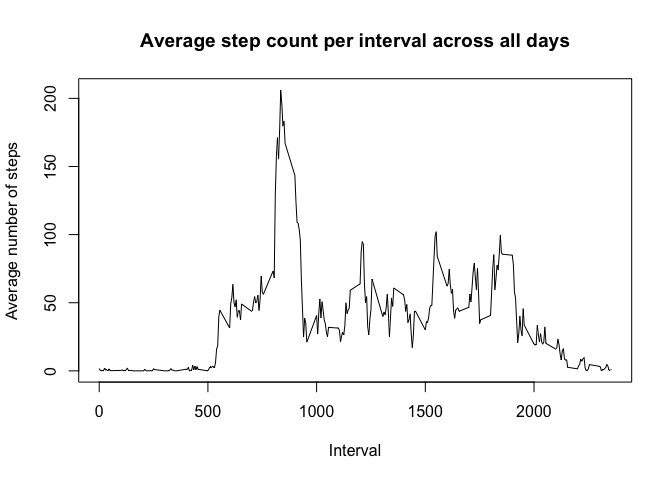 Average step count per interval across all days
Average number of steps
200
150
100
50
0
0 500 1000 1500 2000
Interval